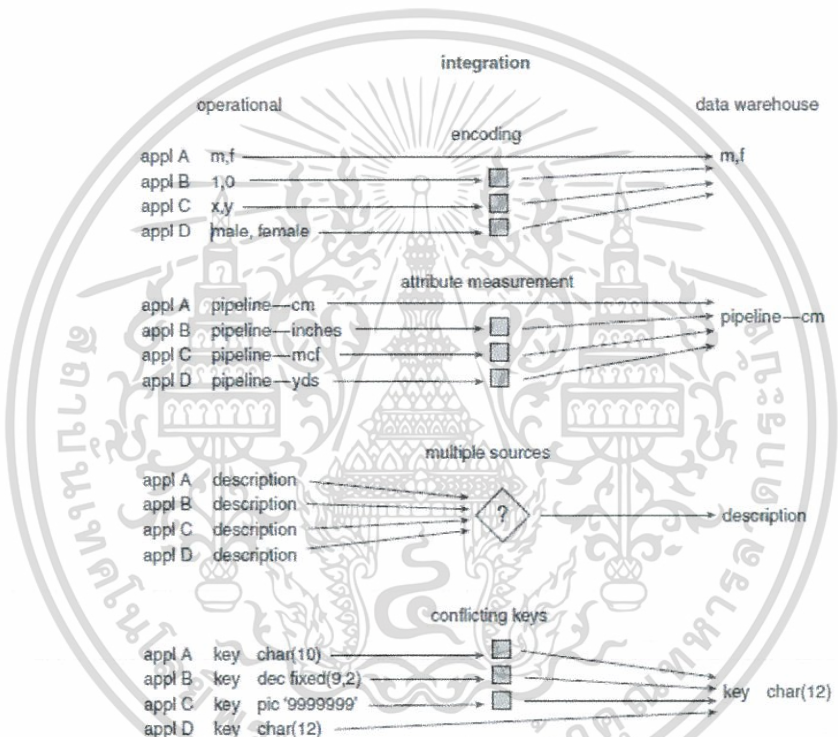 integration
operational
data warehouse
encoding
appl A m,f
m,f
appl B 1,0
appl C x,y
appl D male, female
attribute measurement
appl A pipeline—cm
appl B pipeline—inches
pipeline—cm
appl C pipeline—mcf
appl D pipeline—yds
multiple sources
appl A description
appl B description
?
description
appl C description
appl D description
conflicting keys
appl A key char(10)
appl B key dec fixed(9,2)
key char(12)
appl C key pic '9999999'
appl D key char(12)